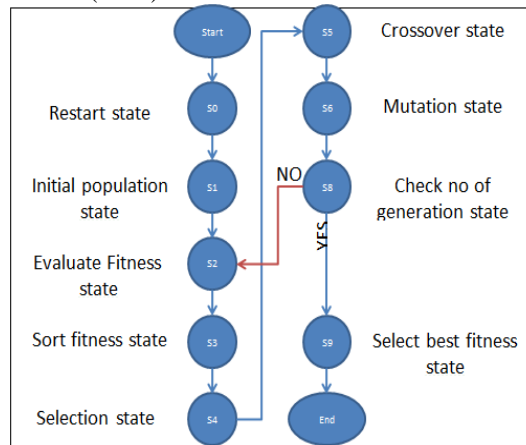 Start
Restart state
S0
Initial population
state
S1
Evaluate Fitness
state
S2
Sort fitness state
S3
Selection state
S4
S5
Crossover state
S6
Mutation state
NO
S8
Check no of
generation state
YES
S9
Select best fitness
state
End